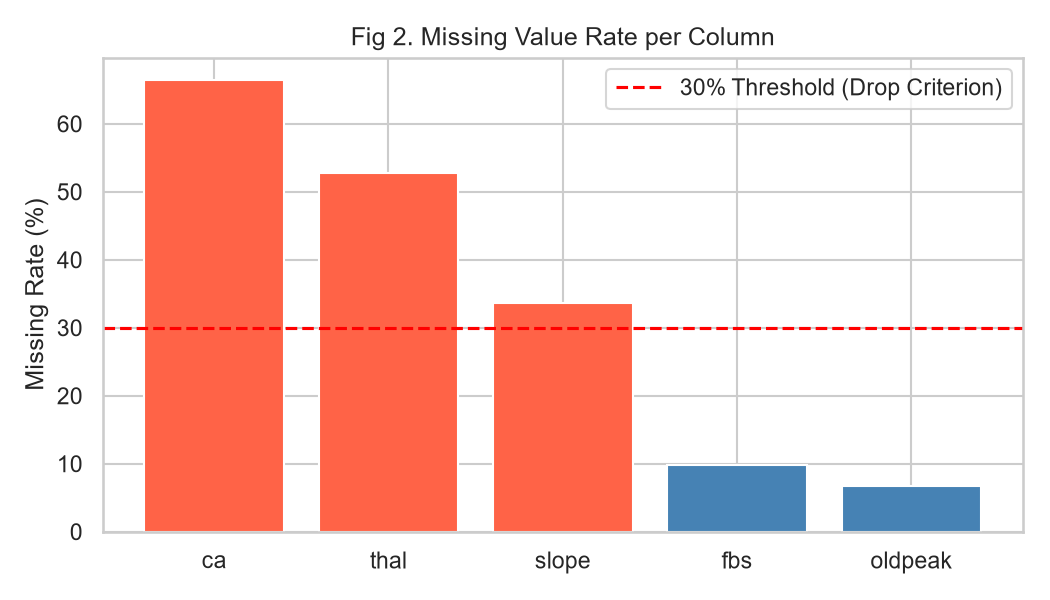 Fig 2. Missing Value Rate per Column
30% Threshold (Drop Criterion)
Missing Rate (%)
60
50
40
30
20
10
0
ca thal slope fbs oldpeak